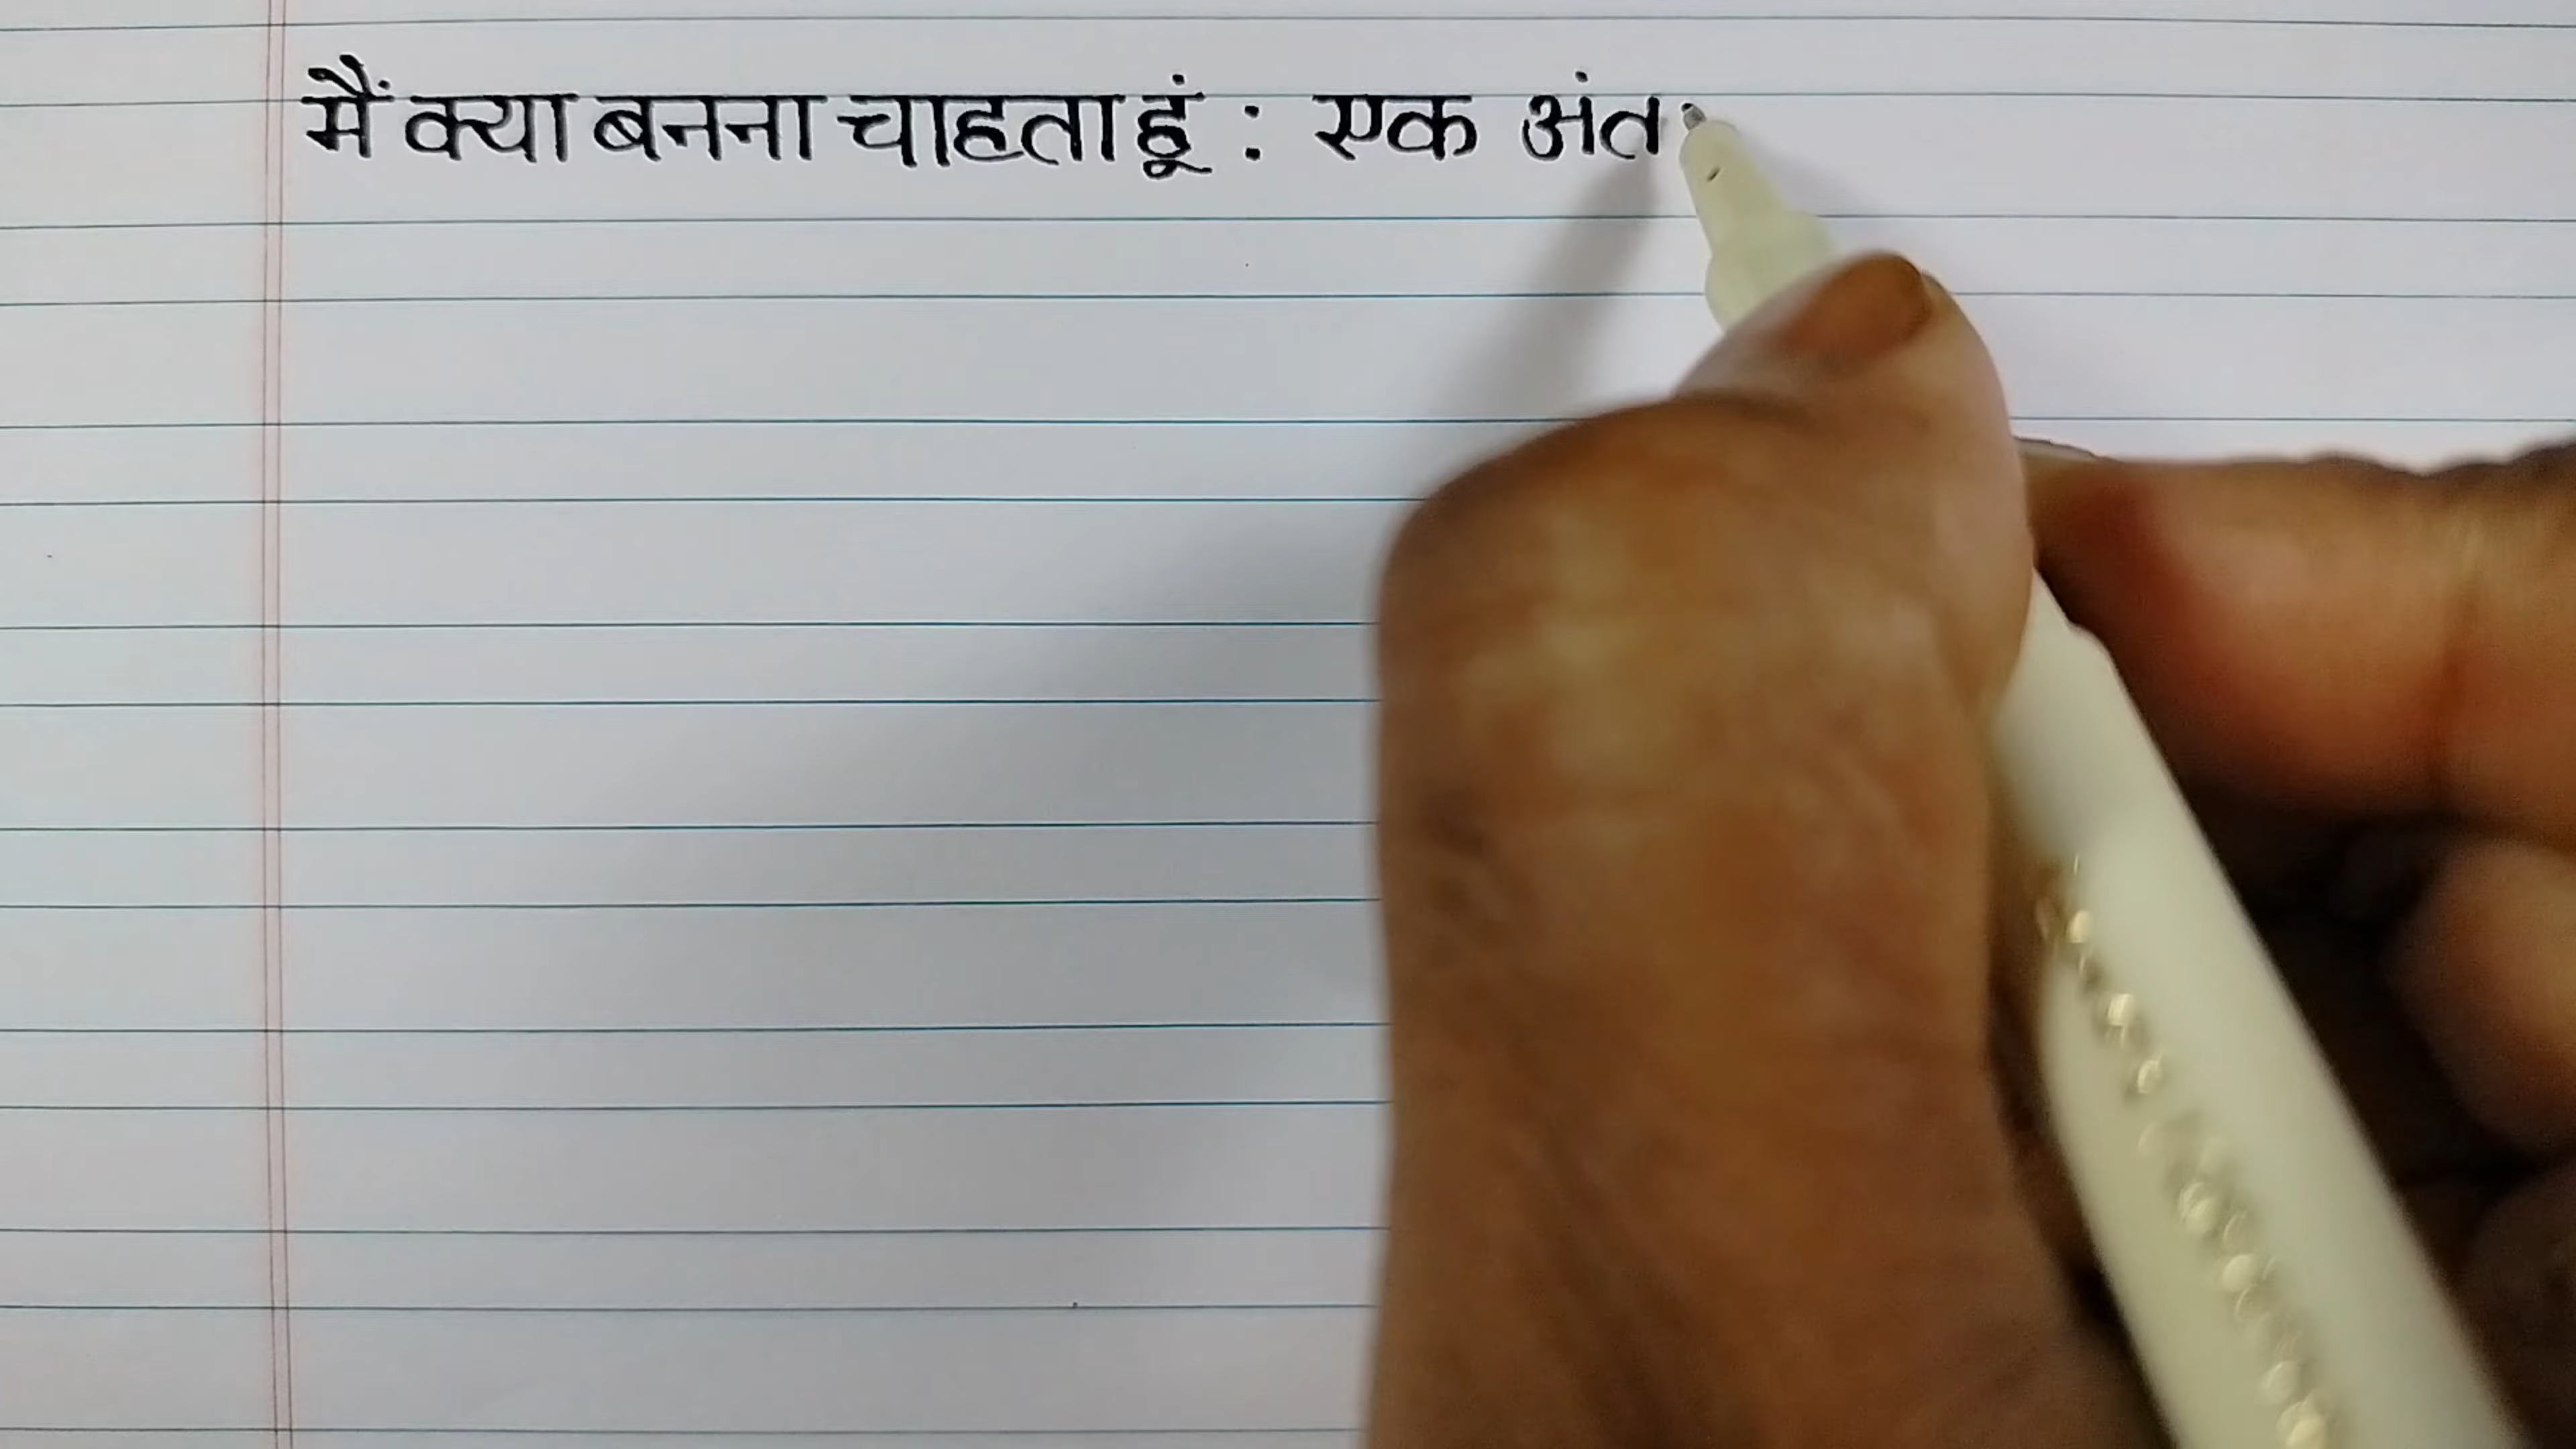 मैं क्या बनना चाहता हूं : एक अंत